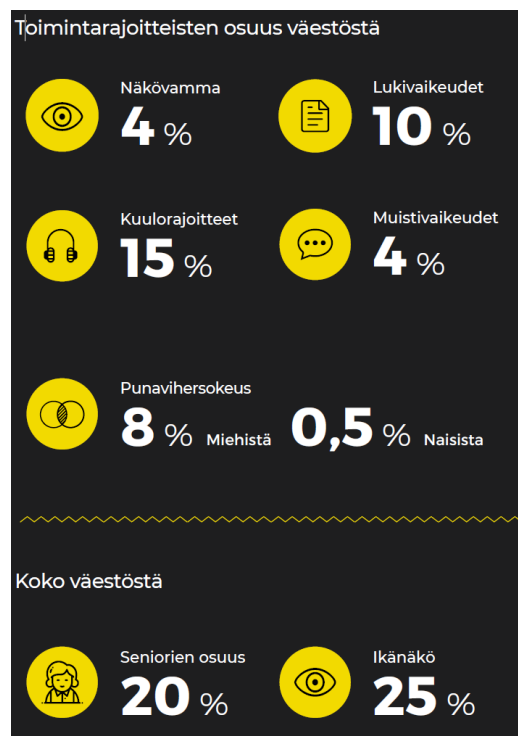 Toimintarajoitteisten osuus väestöstä
Näkövamma
4 %
Lukivaikeudet
10 %
Kuulorajoitteet
15 %
Muistivaikeudet
4 %
Punavihersokeus
8 % Miehistä 0,5 % Naisista
Koko väestöstä
Seniorien osuus
20 %
Ikänäkö
25 %